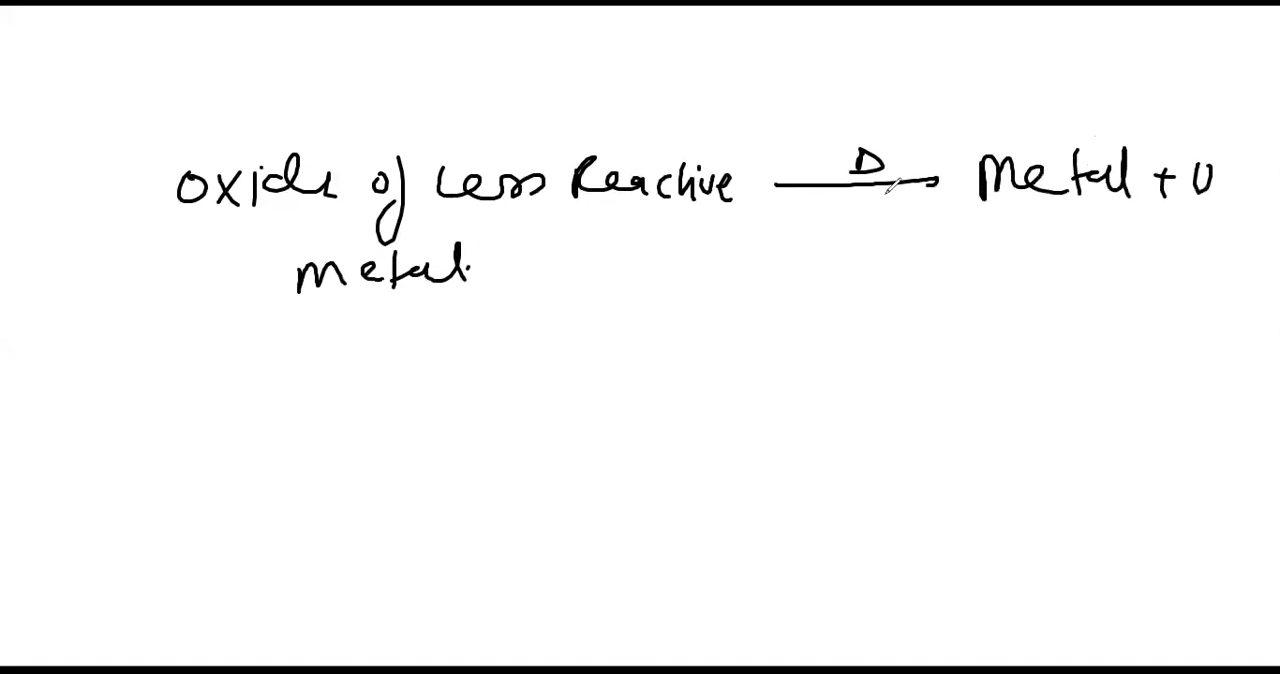 Oxide of Less Reactive —Δ→ Metal + O
metal.